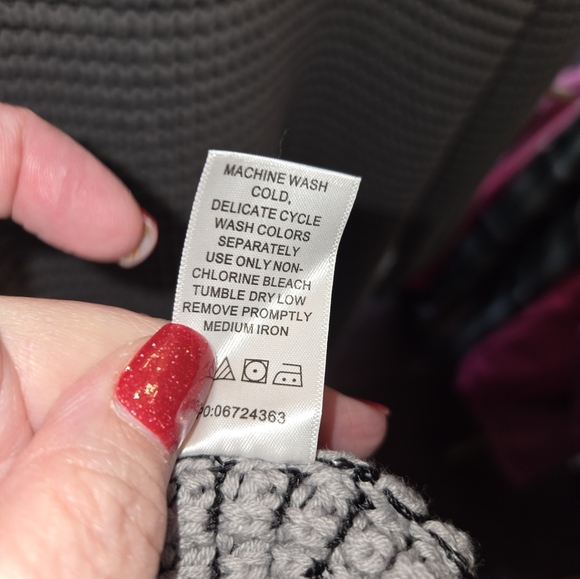 MACHINE WASH
COLD,
DELICATE CYCLE
WASH COLORS
SEPARATELY
USE ONLY NON-
CHLORINE BLEACH
TUMBLE DRY LOW
REMOVE PROMPTLY
MEDIUM IRON
0:06724363